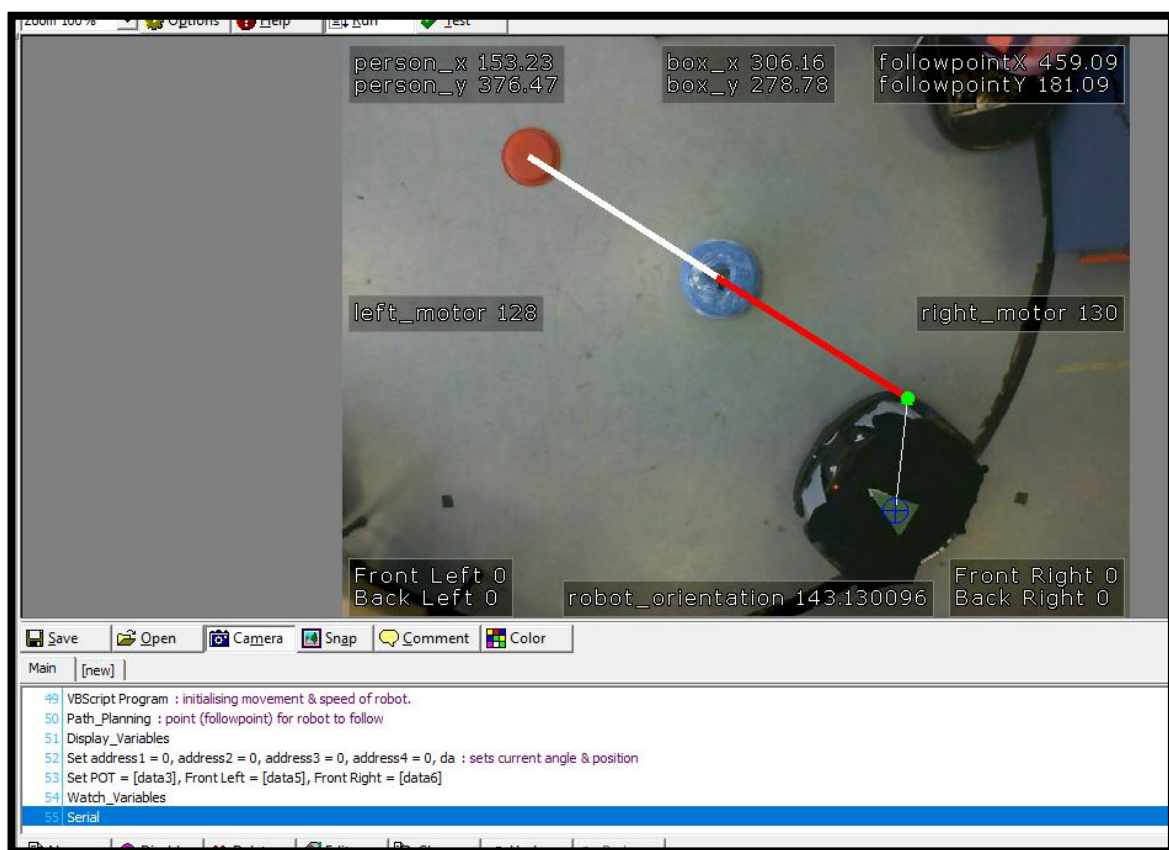 Zoom 100% Options Help Run Test
person_x 153.23
person_y 376.47
box_x 306.16
box_y 278.78
followpointX 459.09
followpointY 181.09
left_motor 128
right_motor 130
Front Left 0
Back Left 0
robot_orientation 143.130096
Front Right 0
Back Right 0
Save Open Camera Snap Comment Color
Main [new]
49 VBScript Program : initialising movement & speed of robot.
50 Path_Planning : point (followpoint) for robot to follow
51 Display_Variables
52 Set address1 = 0, address2 = 0, address3 = 0, address4 = 0, da : sets current angle & position
53 Set POT = [data3], Front Left = [data5], Front Right = [data6]
54 Watch_Variables
55 Serial